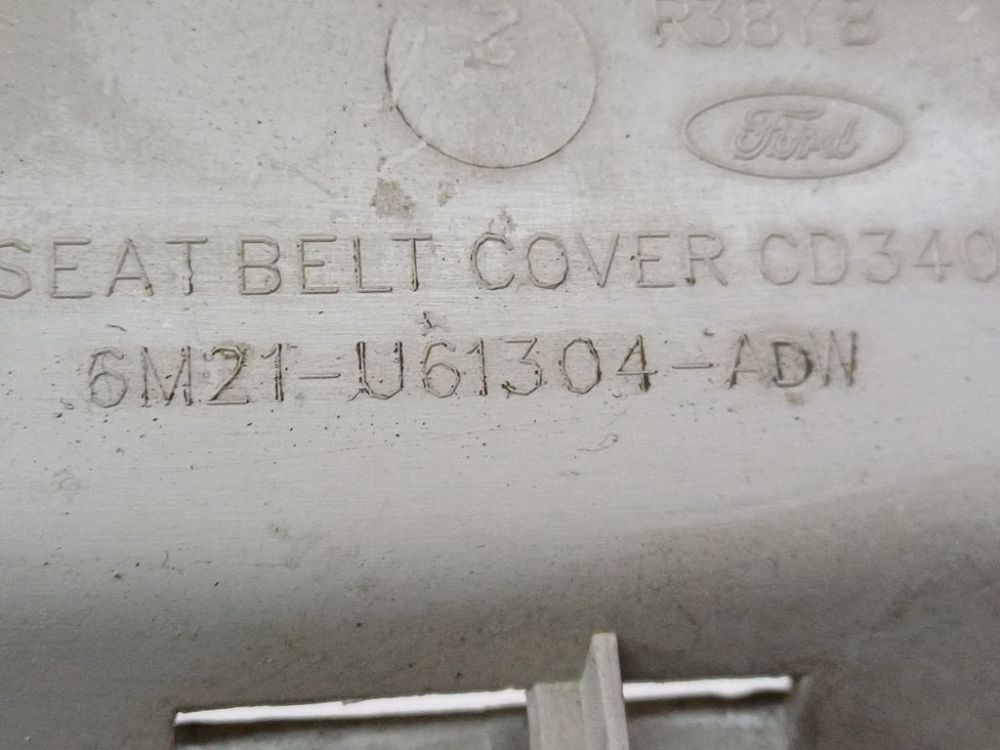 Ford
SEAT BELT COVER CD340
6M21-U61304-ADW